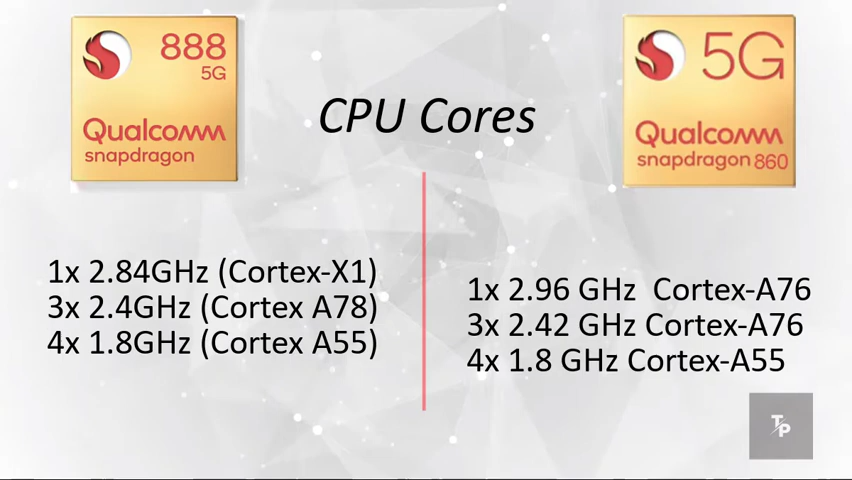 888
5G
Qualcomm
snapdragon
CPU Cores
5G
Qualcomm
snapdragon 860
1x 2.84GHz (Cortex-X1)
3x 2.4GHz (Cortex A78)
4x 1.8GHz (Cortex A55)
1x 2.96 GHz  Cortex-A76
3x 2.42 GHz Cortex-A76
4x 1.8 GHz Cortex-A55
T/P